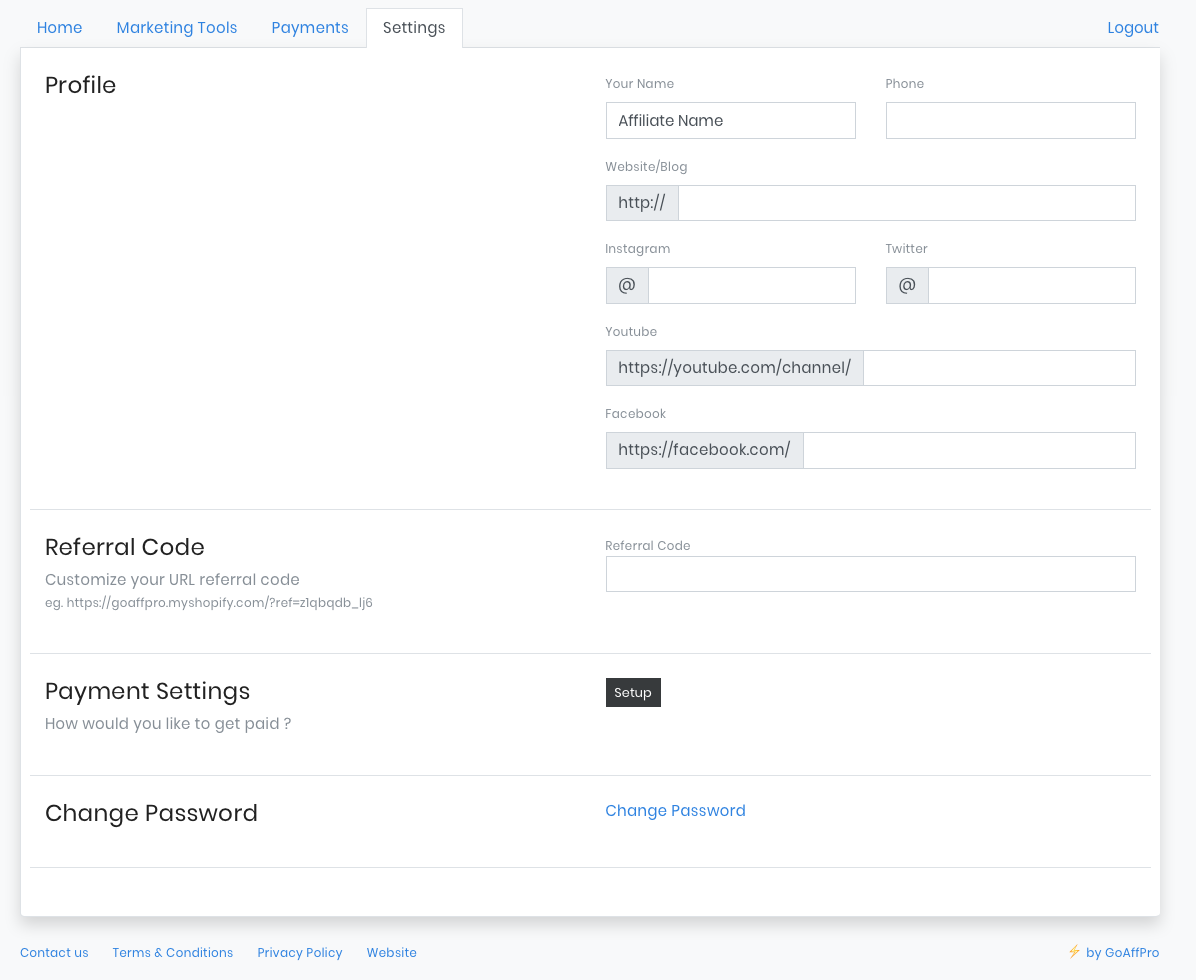 Home Marketing Tools Payments Settings Logout
Profile
Your Name Phone
Affiliate Name
Website/Blog
http://
Instagram Twitter
@ @
Youtube
https://youtube.com/channel/
Facebook
https://facebook.com/
Referral Code
Customize your URL referral code
eg. https://goaffpro.myshopify.com/?ref=z1qbqdb_lj6
Referral Code
Payment Settings
How would you like to get paid ?
Setup
Change Password
Change Password
Contact us Terms & Conditions Privacy Policy Website ⚡ by GoAffPro